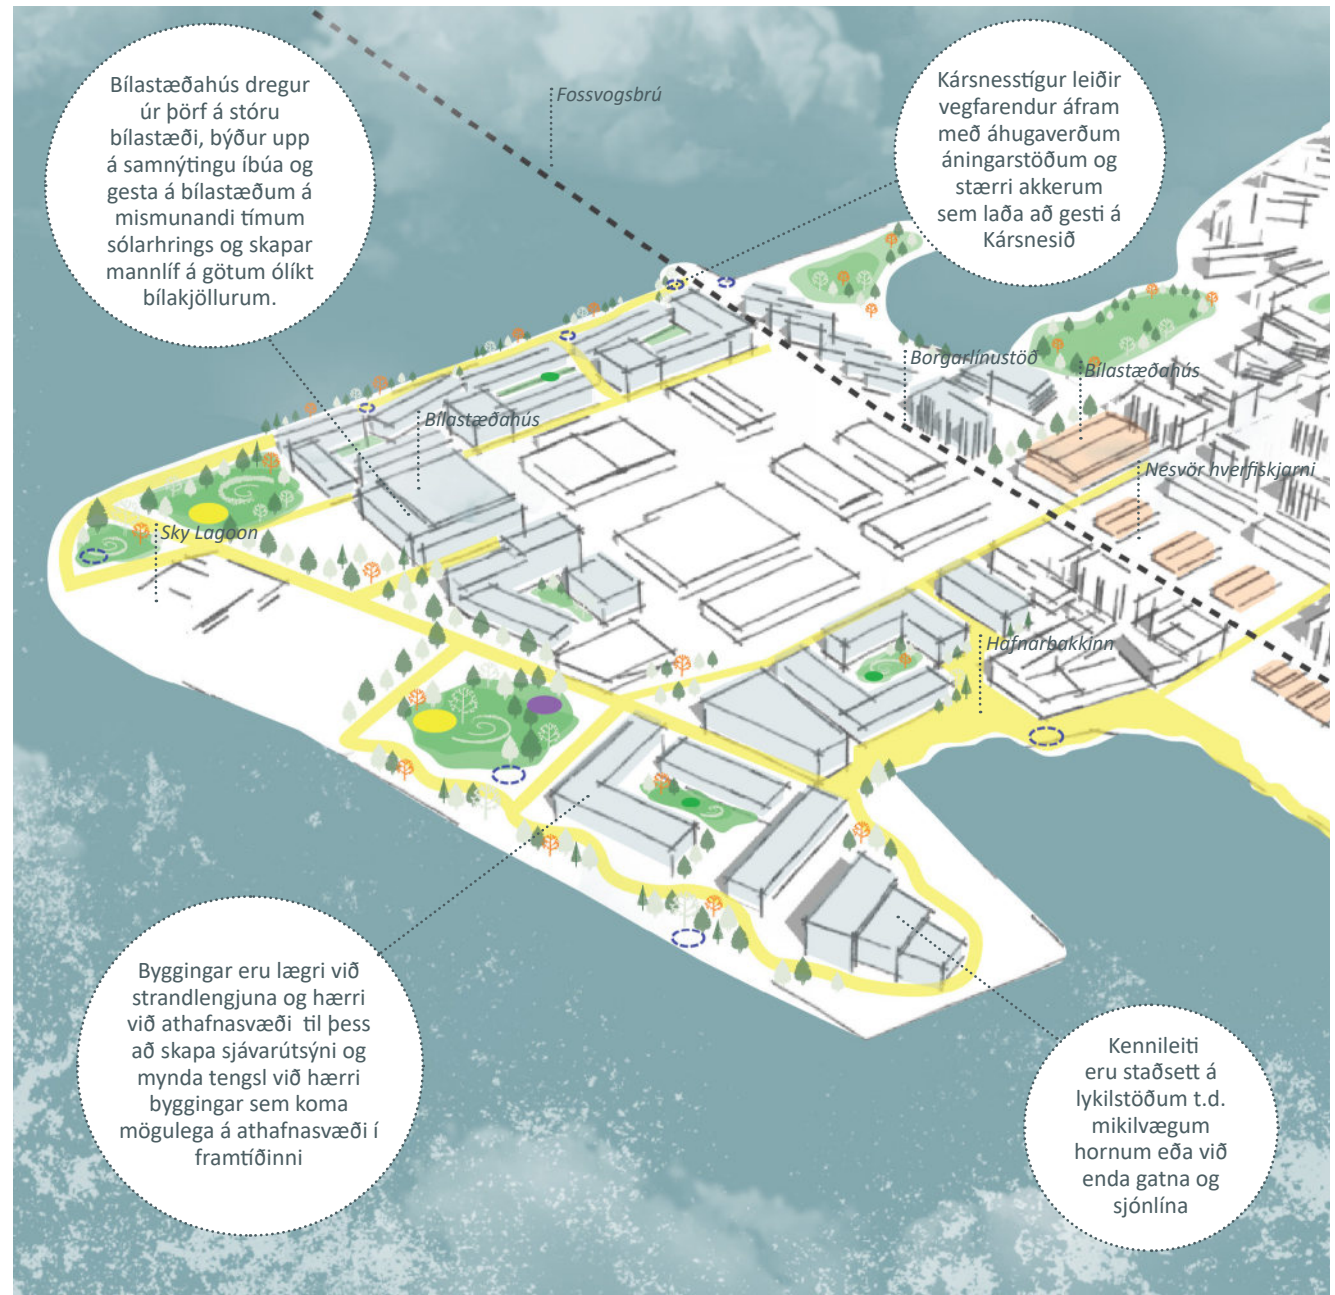 Bílastæðahús dregur
úr þörf á stóru
bílastæði, býður upp
á samnýtingu íbúa og
gesta á bílastæðum á
mismunandi tímum
sólarhrings og skapar
mannlíf á götum ólíkt
bílakjöllurum.
Fossvogsbrú
Kársnesstígur leiðir
vegfarendur áfram
með áhugaverðum
áningarstöðum og
stærri akkerum
sem laða að gesti á
Kársnesið
Borgarlínustöð
Bílastæðahús
Bílastæðahús
Nesvör hverfiskjarni
Sky Lagoon
Hafnarbakkinn
Byggingar eru lægri við
strandlengjuna og hærri
við athafnasvæði til þess
að skapa sjávarútsýni og
mynda tengsl við hærri
byggingar sem koma
mögulega á athafnasvæði í
framtíðinni
Kennileiti
eru staðsett á
lykilstöðum t.d.
mikilvægum
hornum eða við
enda gatna og
sjónlína